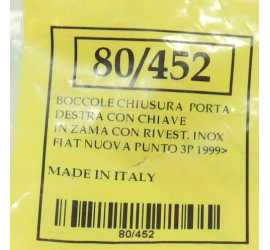 80/452
BOCCOLE CHIUSURA PORTA
DESTRA CON CHIAVE
IN ZAMA CON RIVEST. INOX
FIAT NUOVA PUNTO 3P 1999>
MADE IN ITALY
80/452